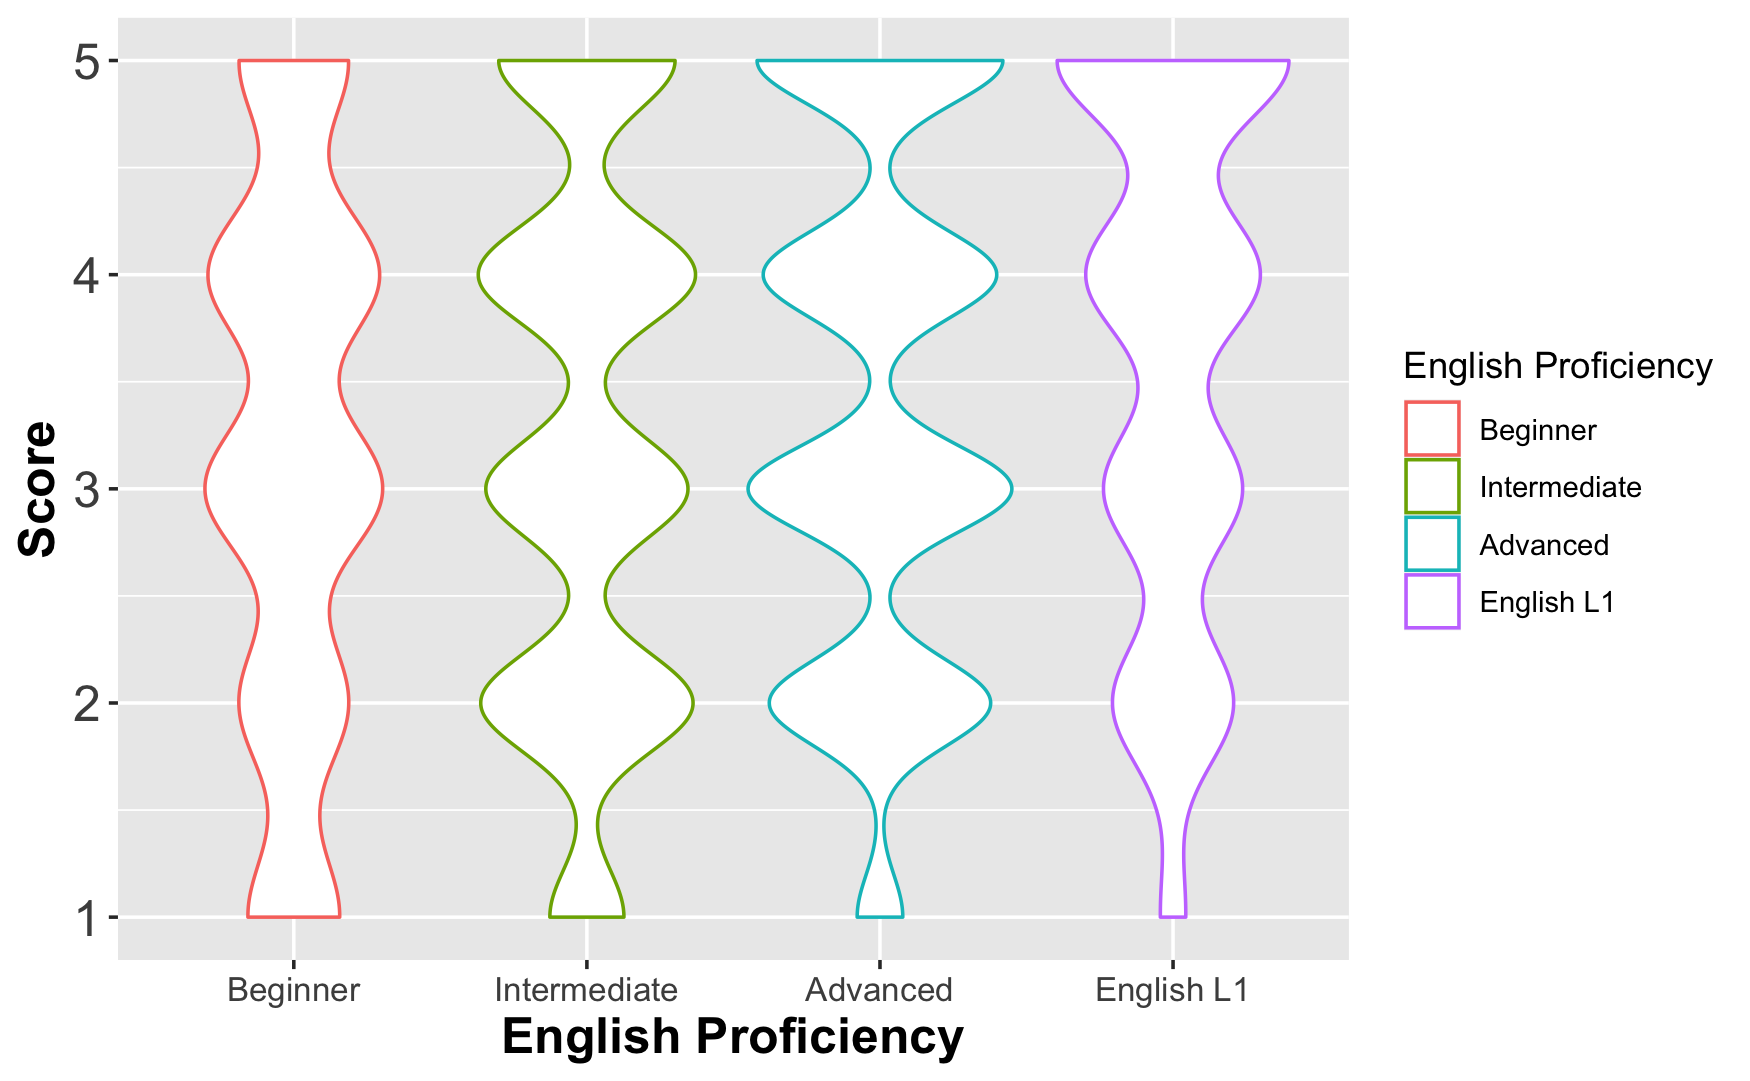 5
4
3
2
1
Score
Beginner
Intermediate
Advanced
English L1
English Proficiency
English Proficiency
Beginner
Intermediate
Advanced
English L1